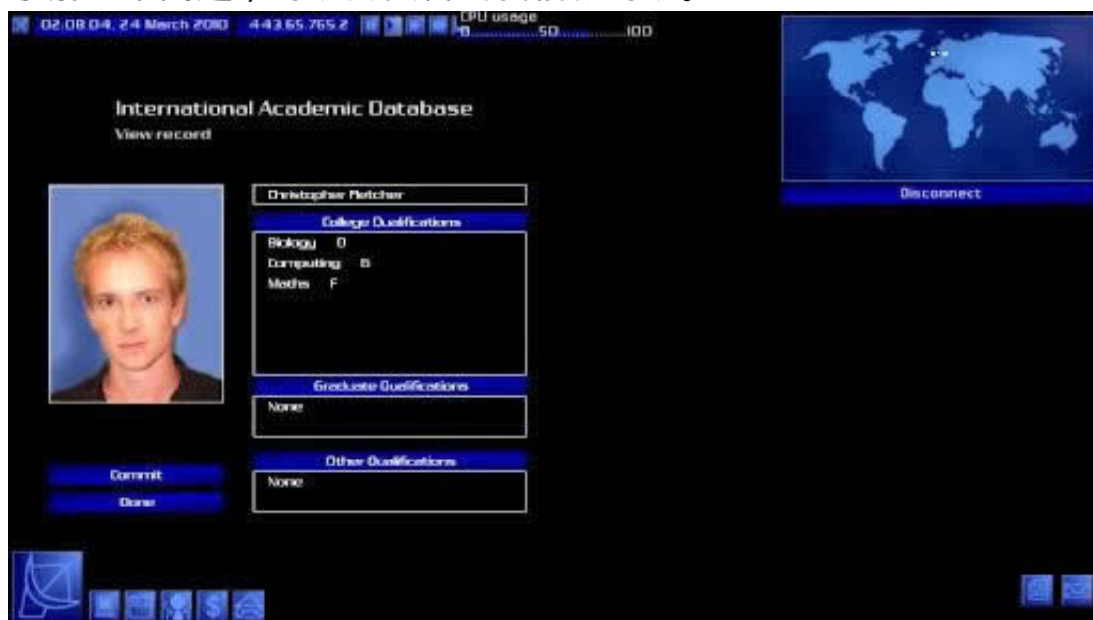 02:08:04, 24 March 2010
443.65.765.2
CPU usage
0 50 100
International Academic Database
View record
Christopher Fletcher
Disconnect
College Qualifications
Biology D
Computing
Maths F
Graduate Qualifications
None
Other Qualifications
None
Commit
Done